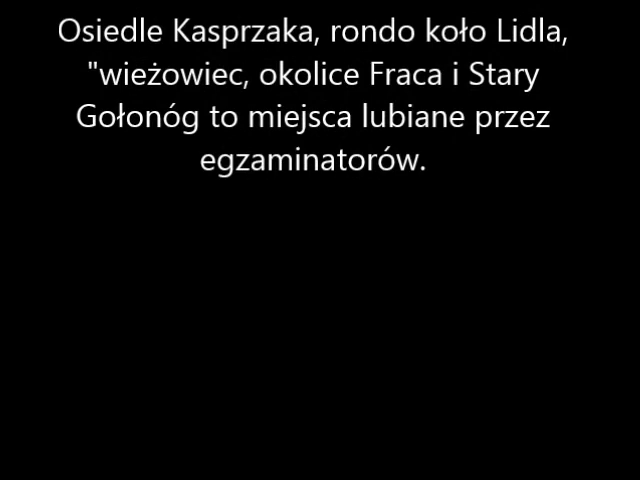 Osiedle Kasprzaka, rondo koło Lidla,
"wieżowiec, okolice Fraca i Stary
Gołonóg to miejsca lubiane przez
egzaminatorów.